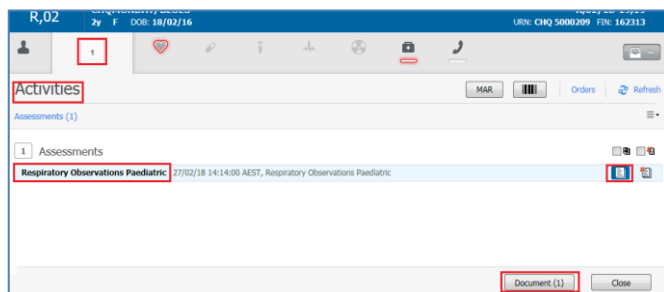 R,02
2y F DOB: 18/02/16
URN: CHQ 5000209 FIN: 162313
1
Activities
MAR
Orders
Refresh
Assessments (1)
1 Assessments
Respiratory Observations Paediatric 27/02/18 14:14:00 AEST, Respiratory Observations Paediatric
Document (1)
Close